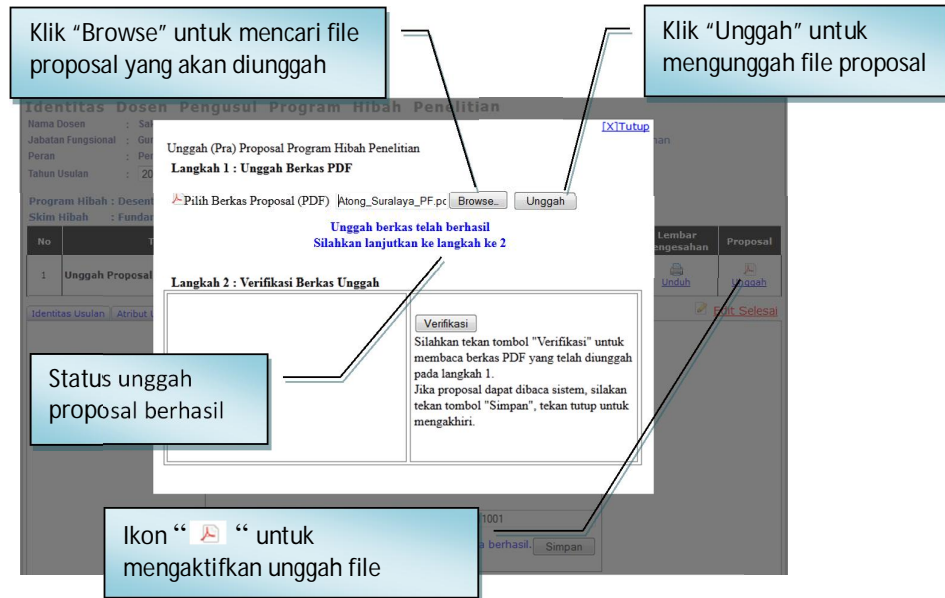 Klik “Browse” untuk mencari file
proposal yang akan diunggah
Klik “Unggah” untuk
mengunggah file proposal
Identitas Dosen Pengusul Program Hibah Penelitian
Nama Dosen :
[X]Tutup
Jabatan Fungsional :
Unggah (Pra) Proposal Program Hibah Penelitian
Peran :
Langkah 1 : Unggah Berkas PDF
Tahun Usulan : 20
Pilih Berkas Proposal (PDF) Atong_Suralaya_PF.pc Browse.. Unggah
Program Hibah :
Skim Hibah :
Unggah berkas telah berhasil
Silahkan lanjutkan ke langkah ke 2
No
Lembar
Proposal
1 Unggah Proposal
Unduh Unggah
Langkah 2 : Verifikasi Berkas Unggah
Identitas Usulan Atribut
Edit Selesai
Verifikasi
Silahkan tekan tombol "Verifikasi" untuk
membaca berkas PDF yang telah diunggah
pada langkah 1.
Jika proposal dapat dibaca sistem, silakan
tekan tombol "Simpan", tekan tutup untuk
mengakhiri.
Status unggah
proposal berhasil
1001
berhasil. Simpan
Ikon “ “ untuk
mengaktifkan unggah file